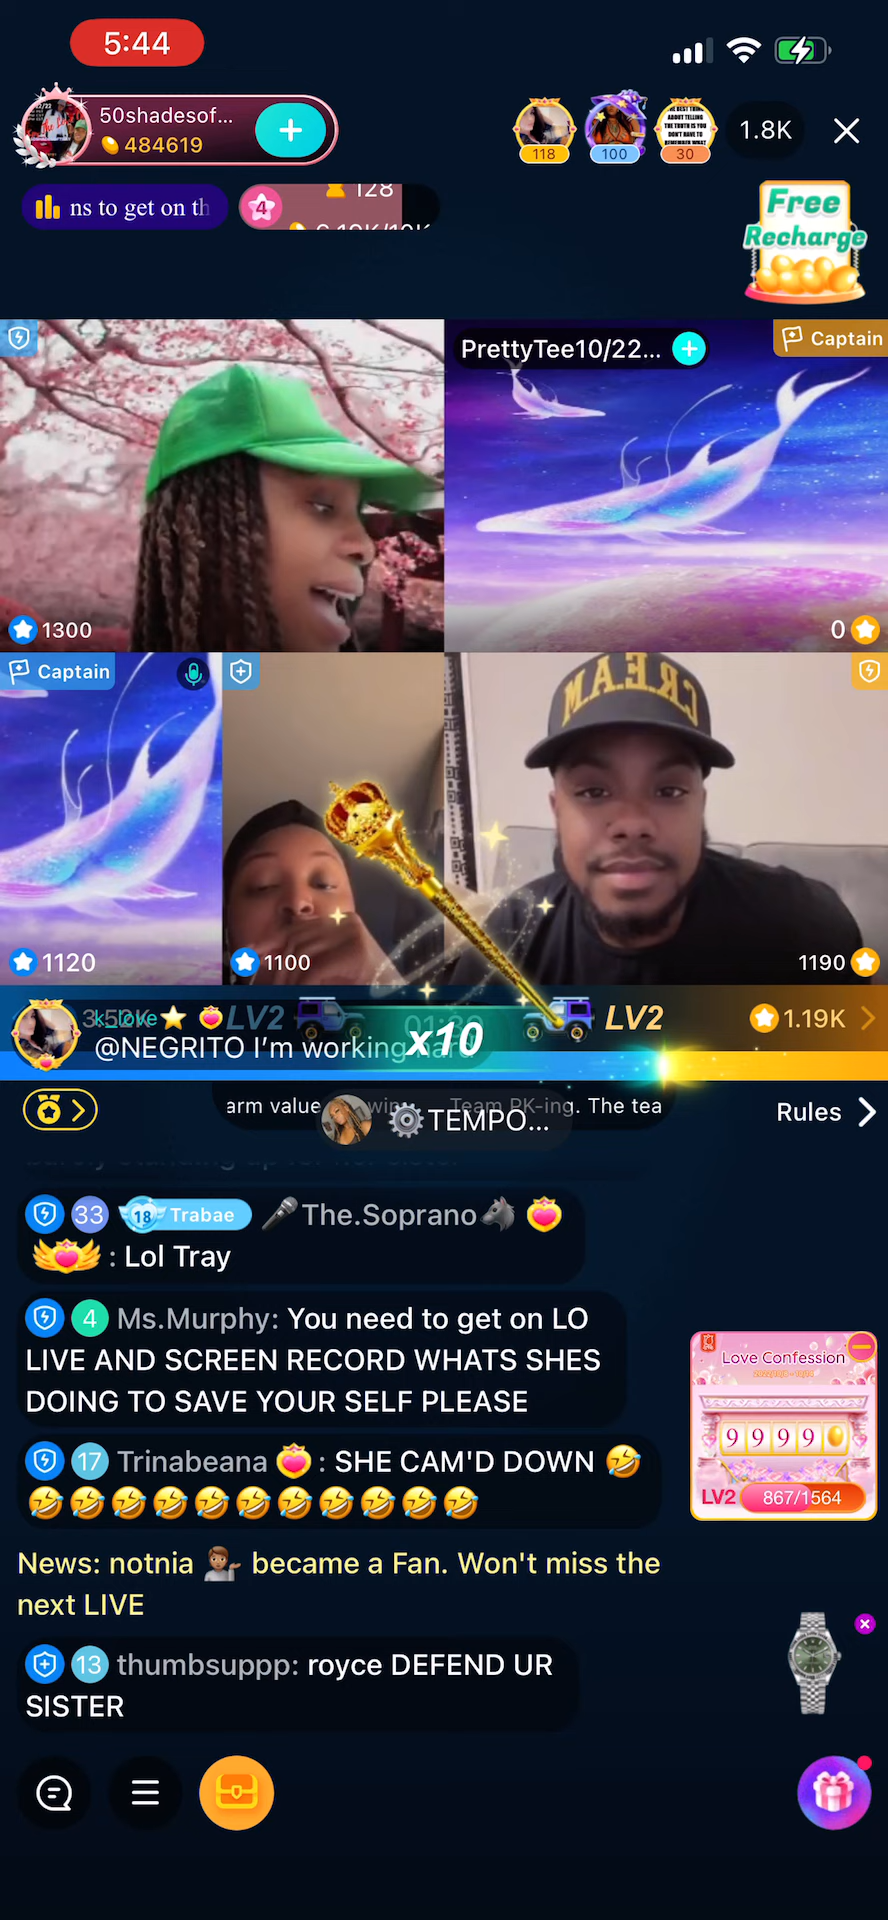 5:44
50shadesof...
484619
118
100
30
1.8K
ns to get on th
4
128
Free
Recharge
PrettyTee10/22...
Captain
1300
0
Captain
C.R.E.A.M
1120
1100
1190
k_love
LV2
LV2
1.19K
@NEGRITO I'm working hard
x10
arm value
Team PK-ing. The tea
TEMPO...
Rules
33
18 Trabae
The.Soprano
: Lol Tray
4 Ms.Murphy: You need to get on LO
LIVE AND SCREEN RECORD WHATS SHES
DOING TO SAVE YOUR SELF PLEASE
17 Trinabeana : SHE CAM'D DOWN 🤣
🤣🤣🤣🤣🤣🤣🤣🤣🤣🤣🤣
Love Confession
9 9 9 9
LV2 867/1564
News: notnia 💁🏽 became a Fan. Won't miss the
next LIVE
13 thumbsuppp: royce DEFEND UR
SISTER